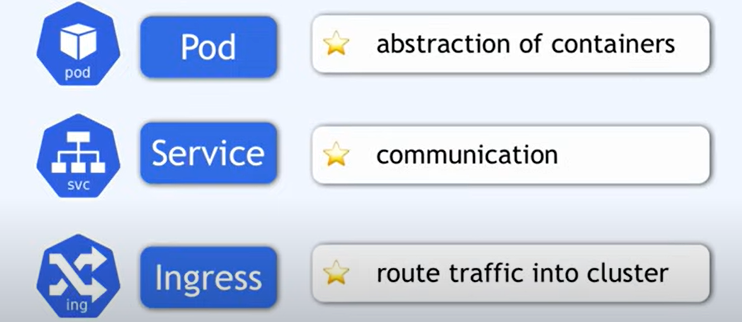 pod
Pod
abstraction of containers
svc
Service
communication
ing
Ingress
route traffic into cluster